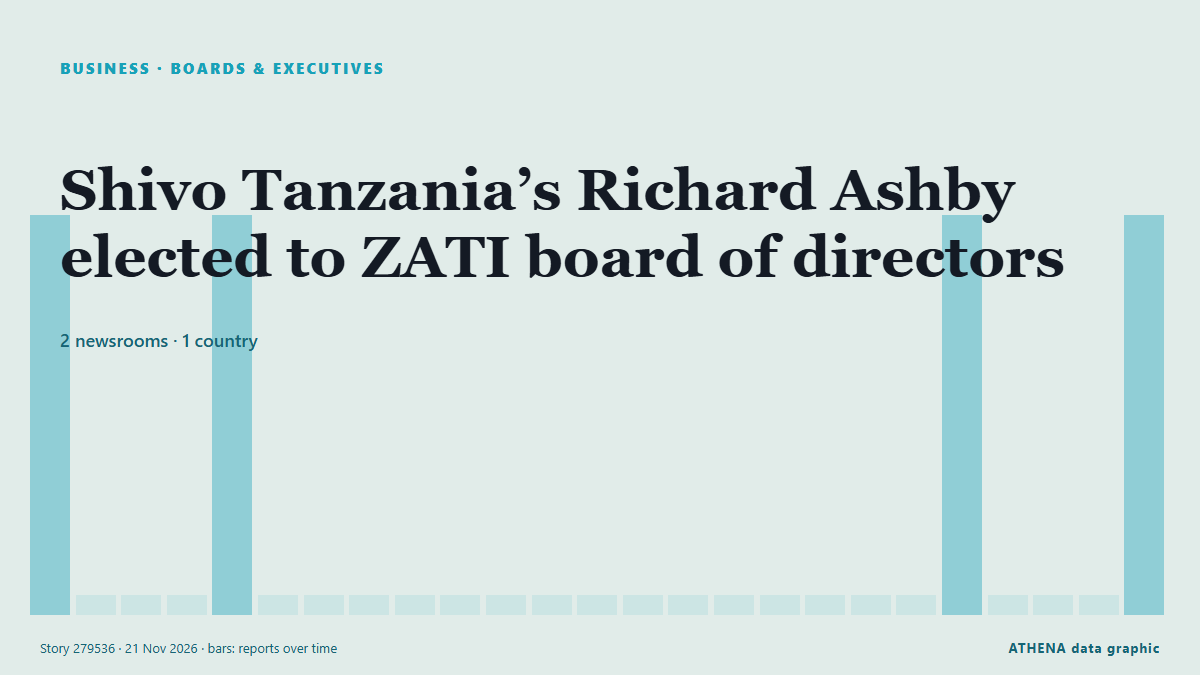 BUSINESS · BOARDS & EXECUTIVES
Shivo Tanzania’s Richard Ashby
elected to ZATI board of directors
2 newsrooms · 1 country
Story 279536 · 21 Nov 2026 · bars: reports over time
ATHENA data graphic